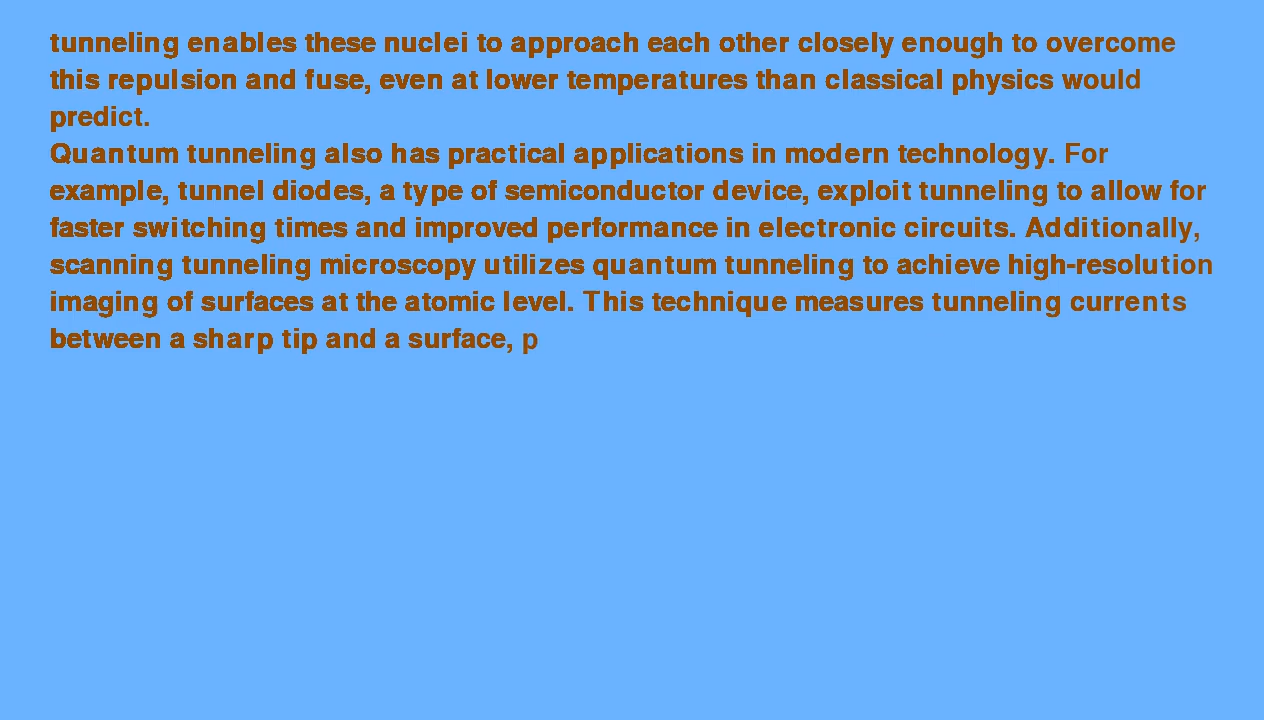 tunneling enables these nuclei to approach each other closely enough to overcome
this repulsion and fuse, even at lower temperatures than classical physics would
predict.
Quantum tunneling also has practical applications in modern technology. For
example, tunnel diodes, a type of semiconductor device, exploit tunneling to allow for
faster switching times and improved performance in electronic circuits. Additionally,
scanning tunneling microscopy utilizes quantum tunneling to achieve high-resolution
imaging of surfaces at the atomic level. This technique measures tunneling currents
between a sharp tip and a surface, p